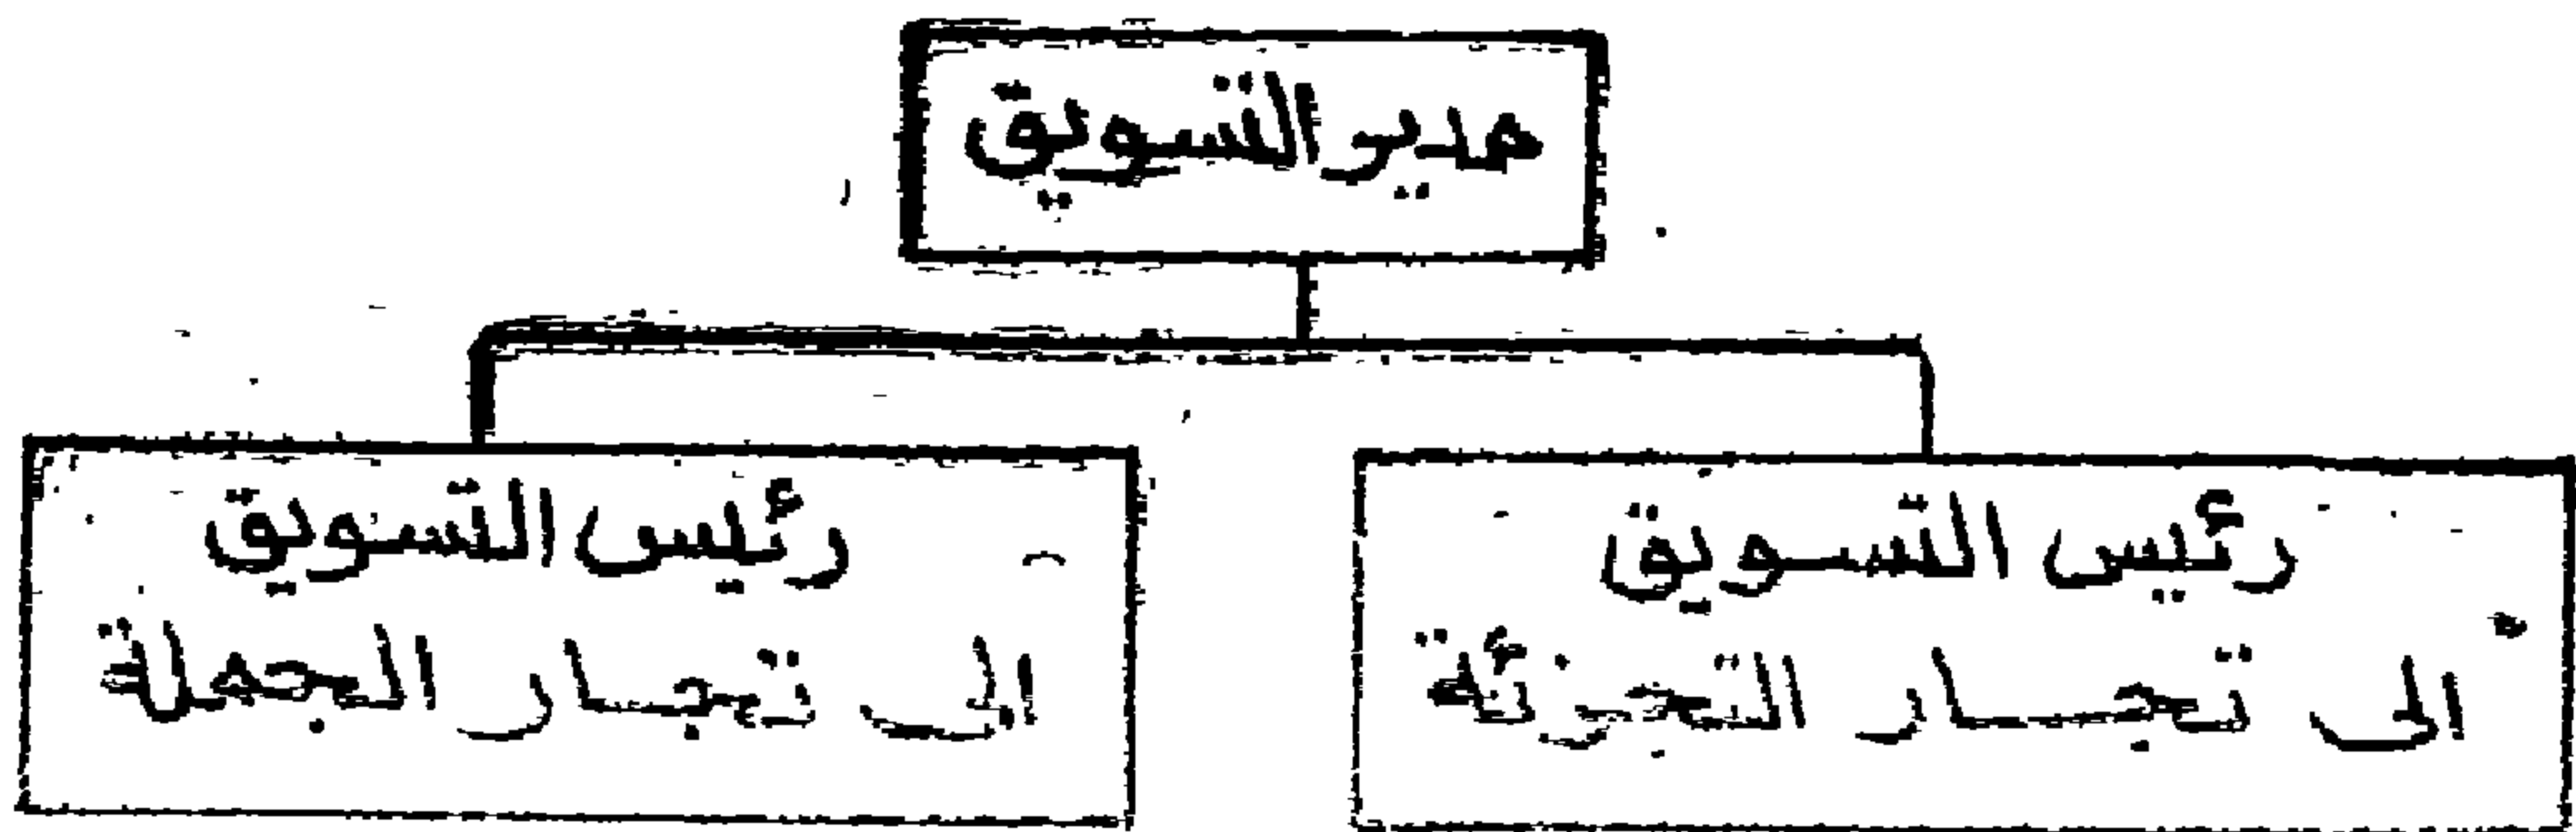 مدير التسويق
رئيس التسويق
الى تجار التجزئة
رئيس التسويق
الى تجار الجملة